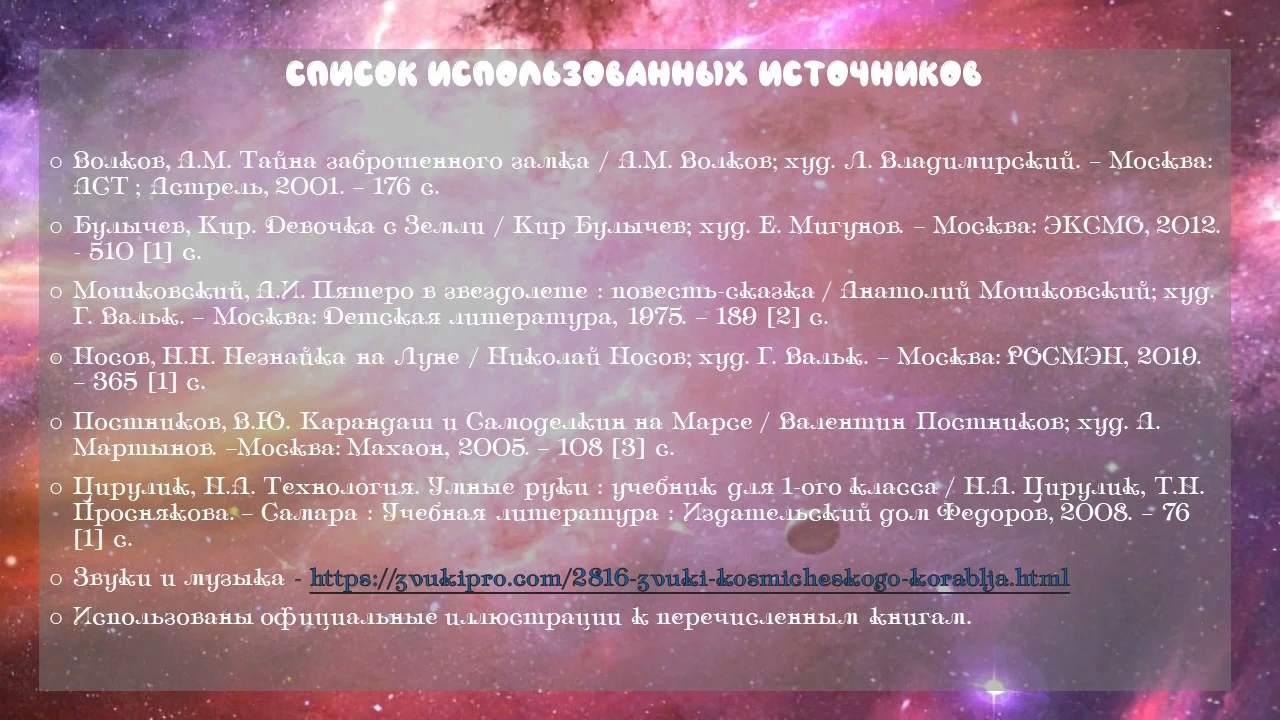 СПИСОК ИСПОЛЬЗОВАННЫХ ИСТОЧНИКОВ
○ Волков, А.М. Тайна заброшенного замка / А.М. Волков; худ. Л. Владимирский. – Москва:
АСТ ; Астрель, 2001. – 176 с.
○ Булычев, Кир. Девочка с Земли / Кир Булычев; худ. Е. Мигунов. – Москва: ЭКСМО, 2012.
- 510 [1] с.
○ Мошковский, А.И. Пятеро в звездолете : повесть-сказка / Анатолий Мошковский; худ.
Г. Вальк. – Москва: Детская литература, 1975. – 189 [2] с.
○ Носов, Н.Н. Незнайка на Луне / Николай Носов; худ. Г. Вальк. – Москва: РОСМЭН, 2019.
– 365 [1] с.
○ Постников, В.Ю. Карандаш и Самоделкин на Марсе / Валентин Постников; худ. А.
Мартынов. –Москва: Махаон, 2005. – 108 [3] с.
○ Цирулик, Н.А. Технология. Умные руки : учебник для 1-ого класса / Н.А. Цирулик, Т.Н.
Проснякова. – Самара : Учебная литература : Издательский дом Федоров, 2008. – 76
[1] с.
○ Звуки и музыка - https://zvukipro.com/2816-zvuki-kosmicheskogo-korablja.html
○ Использованы официальные иллюстрации к перечисленным книгам.